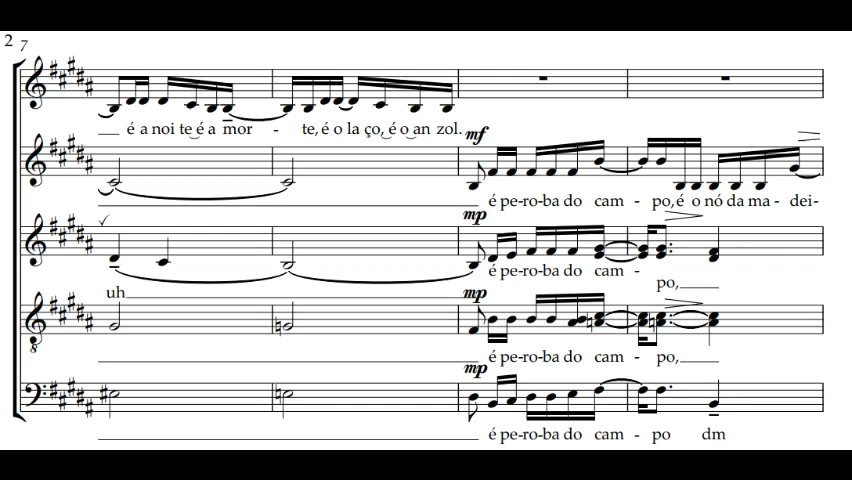 2 7
é a noi te é a mor - te, é o la ço, é o an zol.
mf
é pe-ro-ba do cam - po, é o nó da ma - dei-
mp
é pe-ro-ba do cam - po,
uh
mp
é pe-ro-ba do cam - po,
mp
é pe-ro-ba do cam - po dm